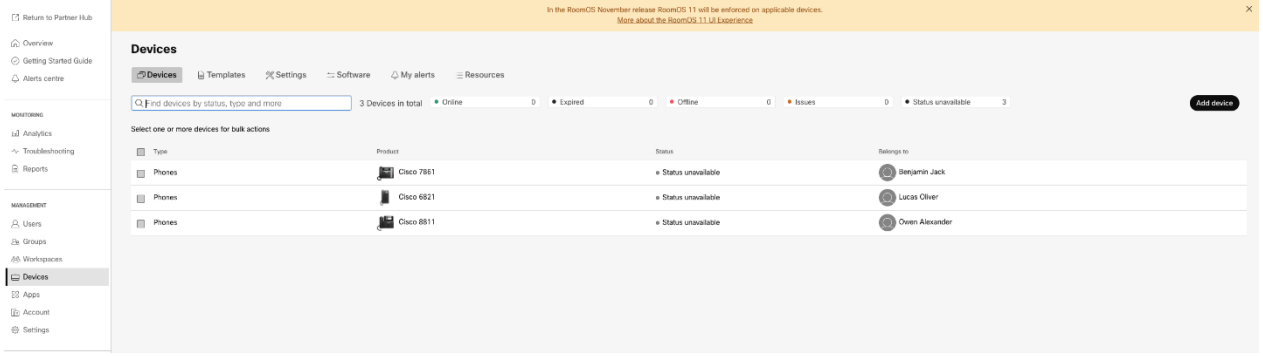 In the RoomOS November release RoomOS 11 will be enforced on applicable devices.
More about the RoomOS 11 UI Experience
Return to Partner Hub
Overview
Getting Started Guide
Alerts centre
MONITORING
Analytics
Troubleshooting
Reports
MANAGEMENT
Users
Groups
Workspaces
Devices
Apps
Account
Settings
Devices
Devices Templates Settings Software My alerts Resources
Find devices by status, type and more 3 Devices in total Online 0 Expired 0 Offline 0 Issues 0 Status unavailable 3 Add device
Select one or more devices for bulk actions
Type Product Status Belongs to
Phones Cisco 7861 Status unavailable Benjamin Jack
Phones Cisco 6821 Status unavailable Lucas Oliver
Phones Cisco 8811 Status unavailable Owen Alexander